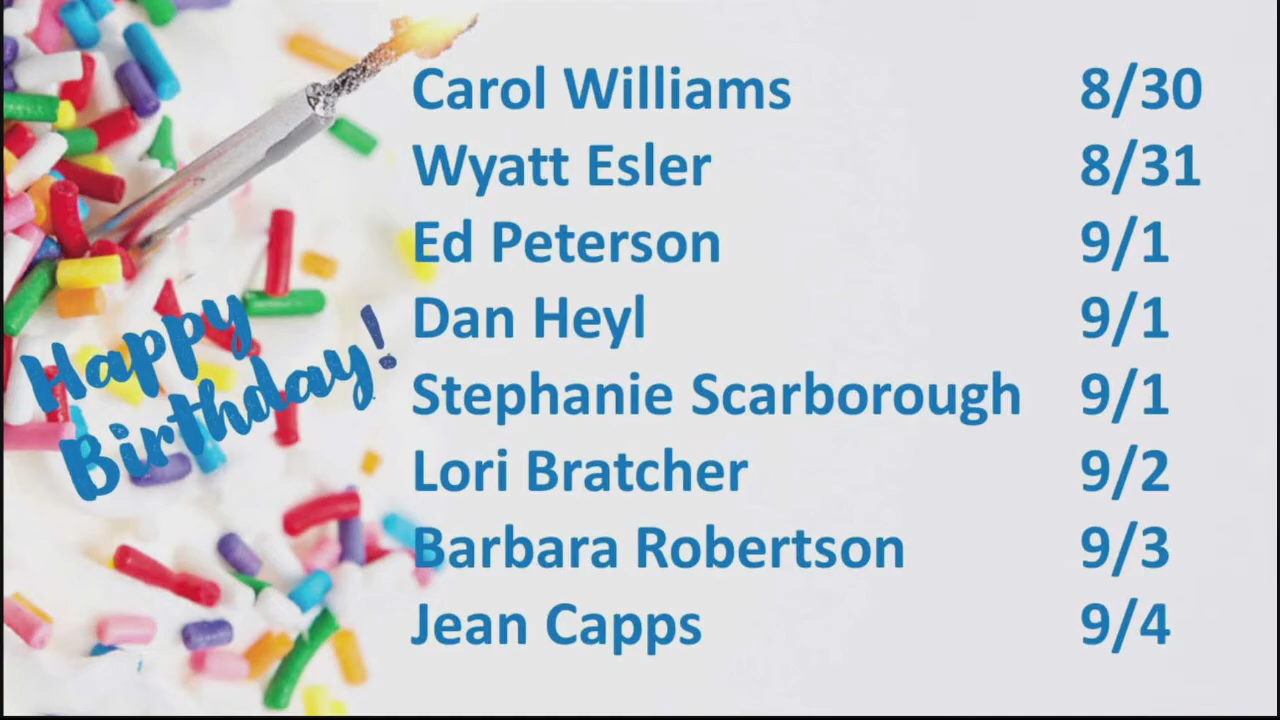 Happy
Birthday!
Carol Williams 8/30
Wyatt Esler 8/31
Ed Peterson 9/1
Dan Heyl 9/1
Stephanie Scarborough 9/1
Lori Bratcher 9/2
Barbara Robertson 9/3
Jean Capps 9/4